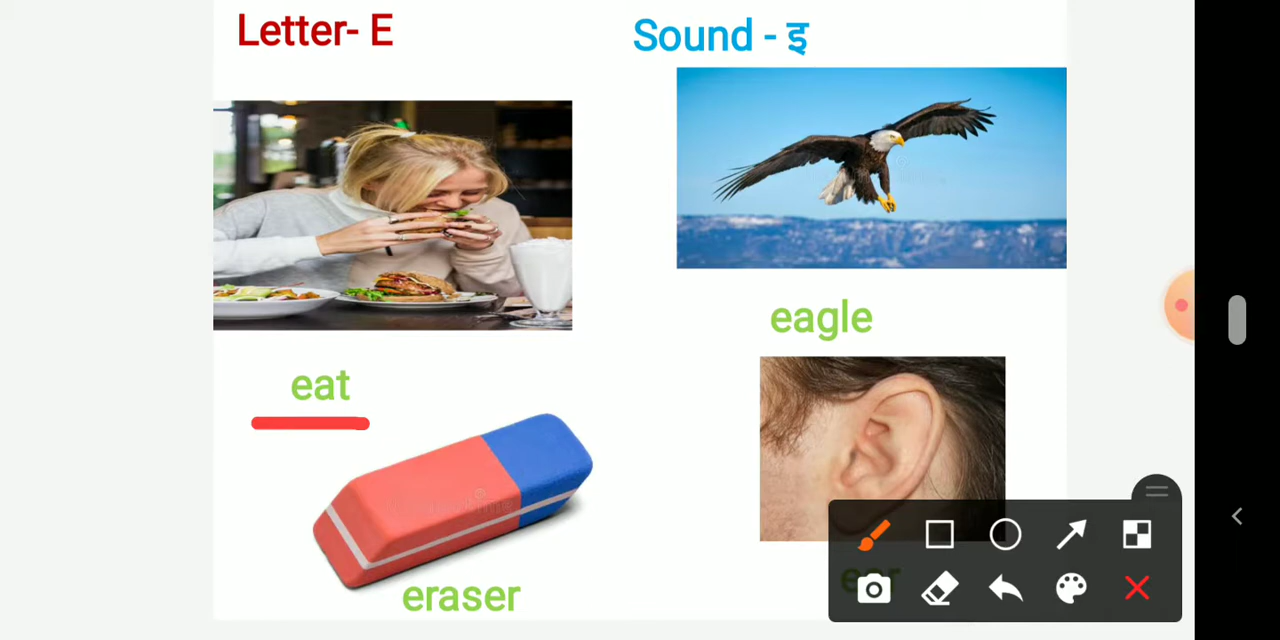 Letter- E
Sound - इ
eagle
eat
eraser